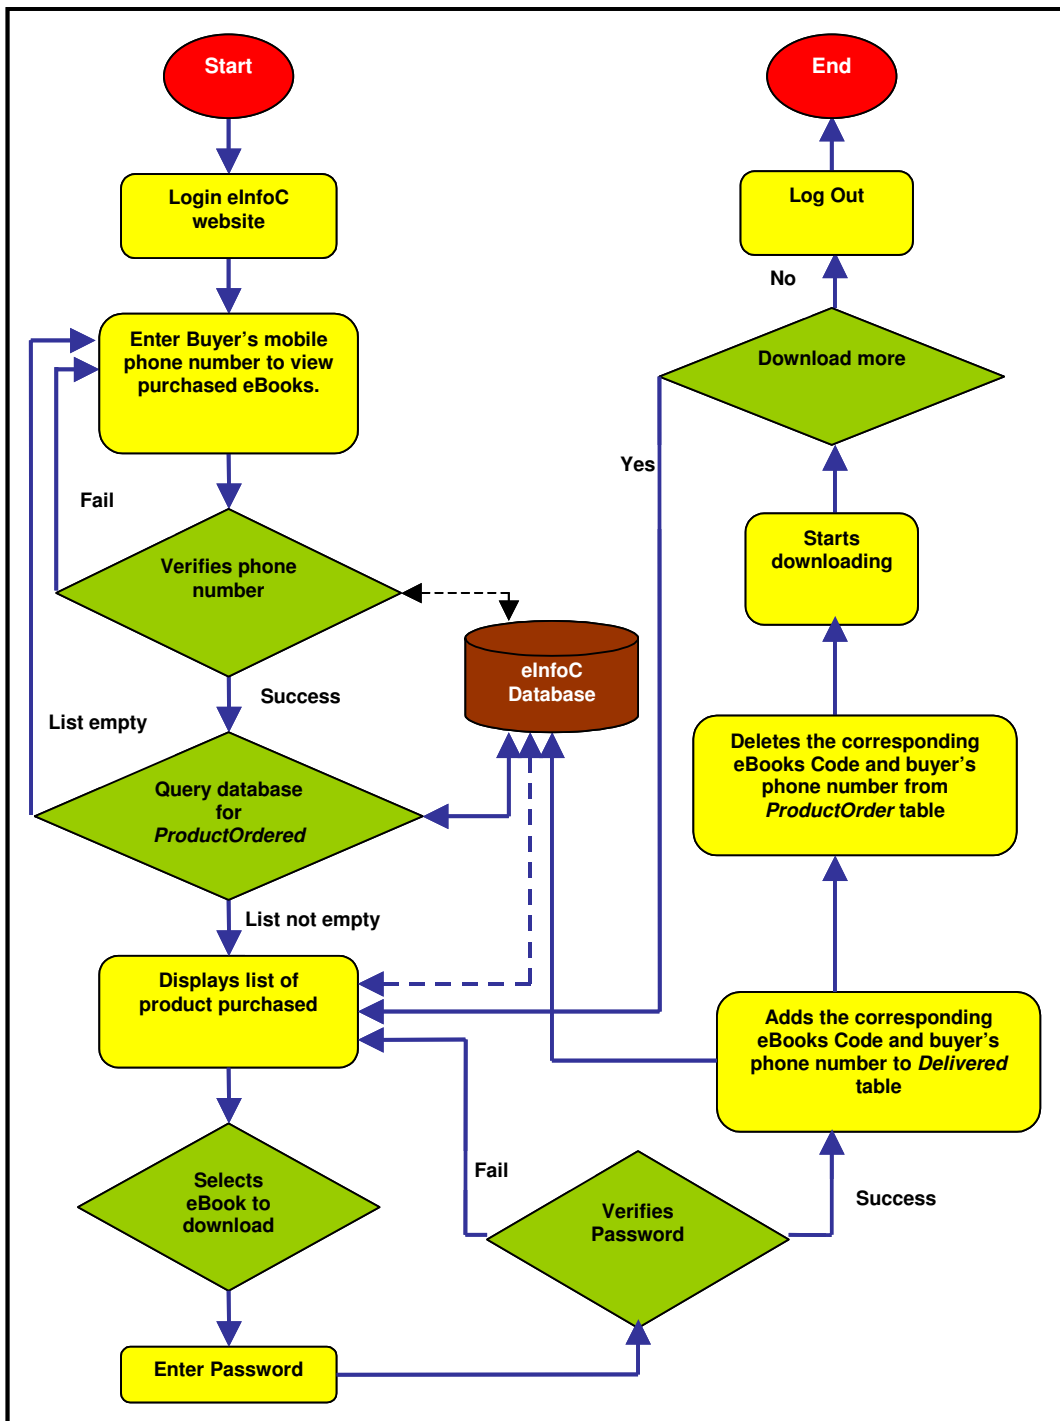 Start
Login eInfoC
website
Enter Buyer's mobile
phone number to view
purchased eBooks.
Fail
Verifies phone
number
Success
List empty
Query database
for
ProductOrdered
List not empty
Displays list of
product purchased
Selects
eBook to
download
Enter Password
eInfoC
Database
Fail
Verifies
Password
Success
Adds the corresponding
eBooks Code and buyer's
phone number to Delivered
table
Deletes the corresponding
eBooks Code and buyer's
phone number from
ProductOrder table
Starts
downloading
Yes
Download more
No
Log Out
End